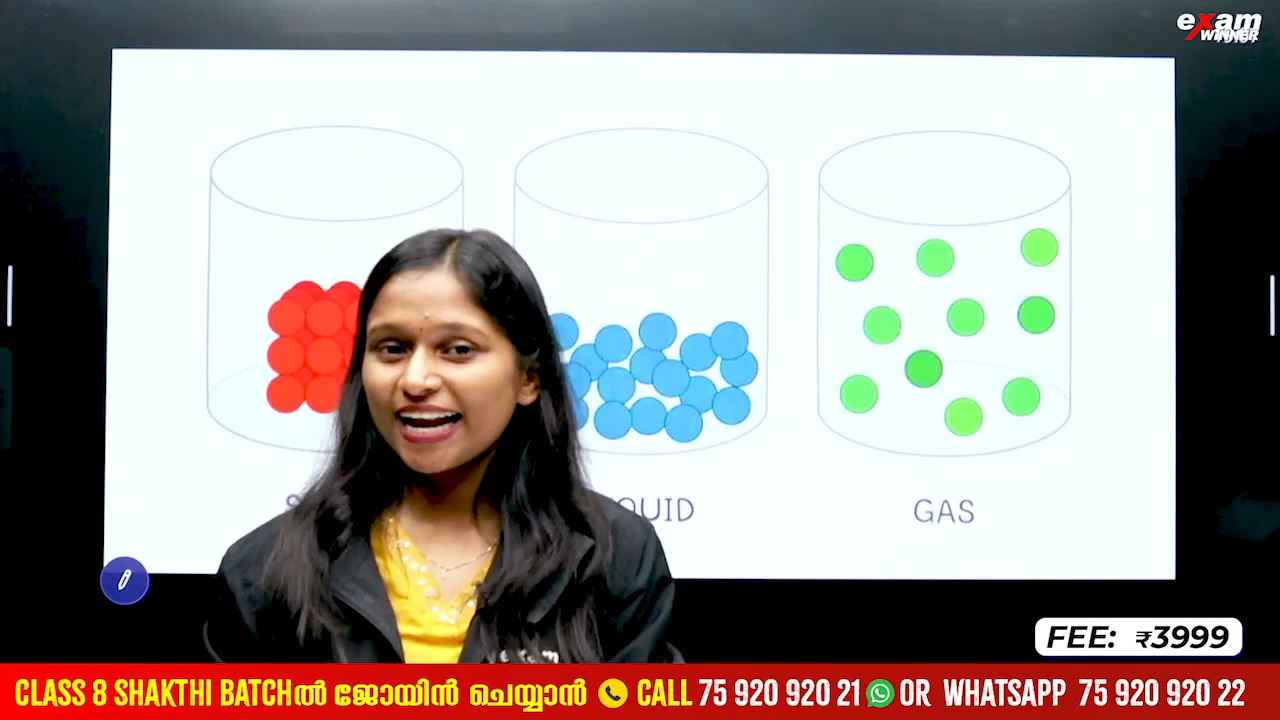 exam
WINNER
GAS
FEE: ₹3999
CLASS 8 SHAKTHI BATCHൽ ജോയിൻ ചെയ്യാൻ CALL 75 920 920 21 OR WHATSAPP 75 920 920 22